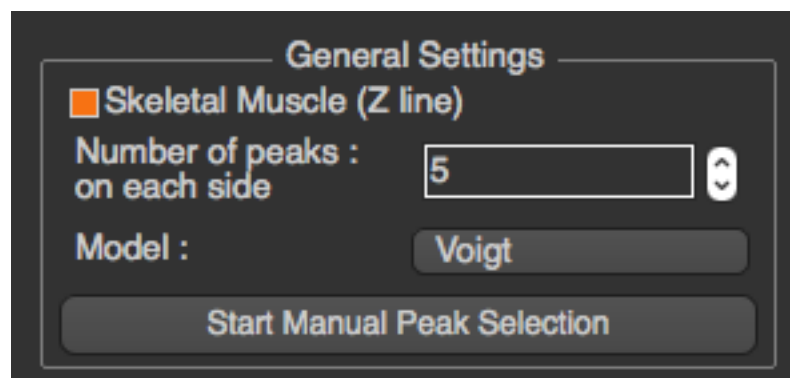 General Settings
Skeletal Muscle (Z line)
Number of peaks :
on each side
5
Model :
Voigt
Start Manual Peak Selection